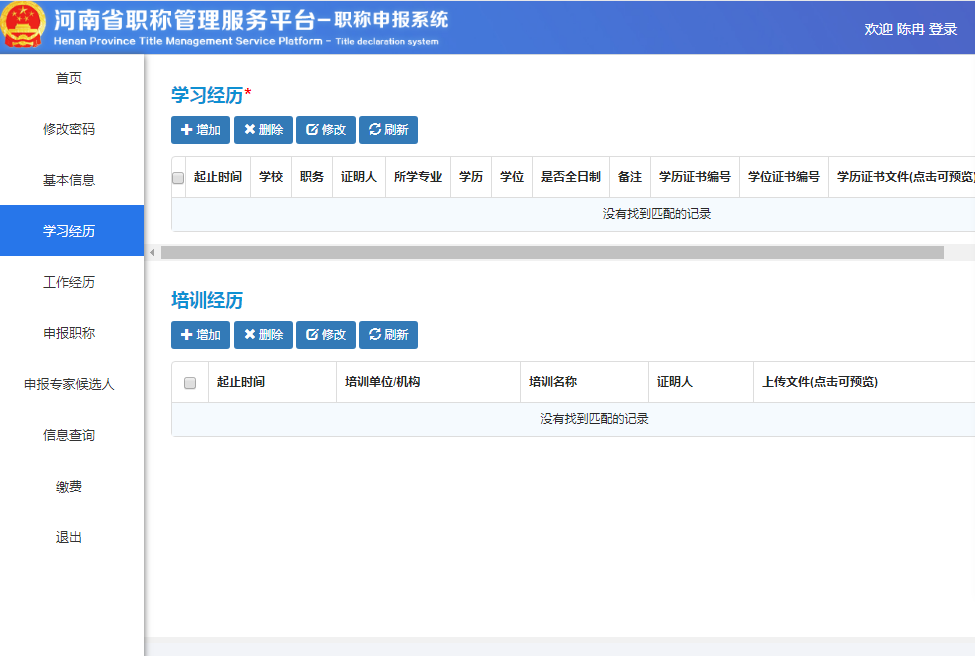 河南省职称管理服务平台-职称申报系统
Henan Province Title Management Service Platform - Title declaration system
欢迎 陈冉 登录
首页
修改密码
基本信息
学习经历
工作经历
申报职称
申报专家候选人
信息查询
缴费
退出
学习经历*
增加 删除 修改 刷新
起止时间 学校 职务 证明人 所学专业 学历 学位 是否全日制 备注 学历证书编号 学位证书编号 学历证书文件(点击可预览)
没有找到匹配的记录
培训经历
增加 删除 修改 刷新
起止时间 培训单位/机构 培训名称 证明人 上传文件(点击可预览)
没有找到匹配的记录